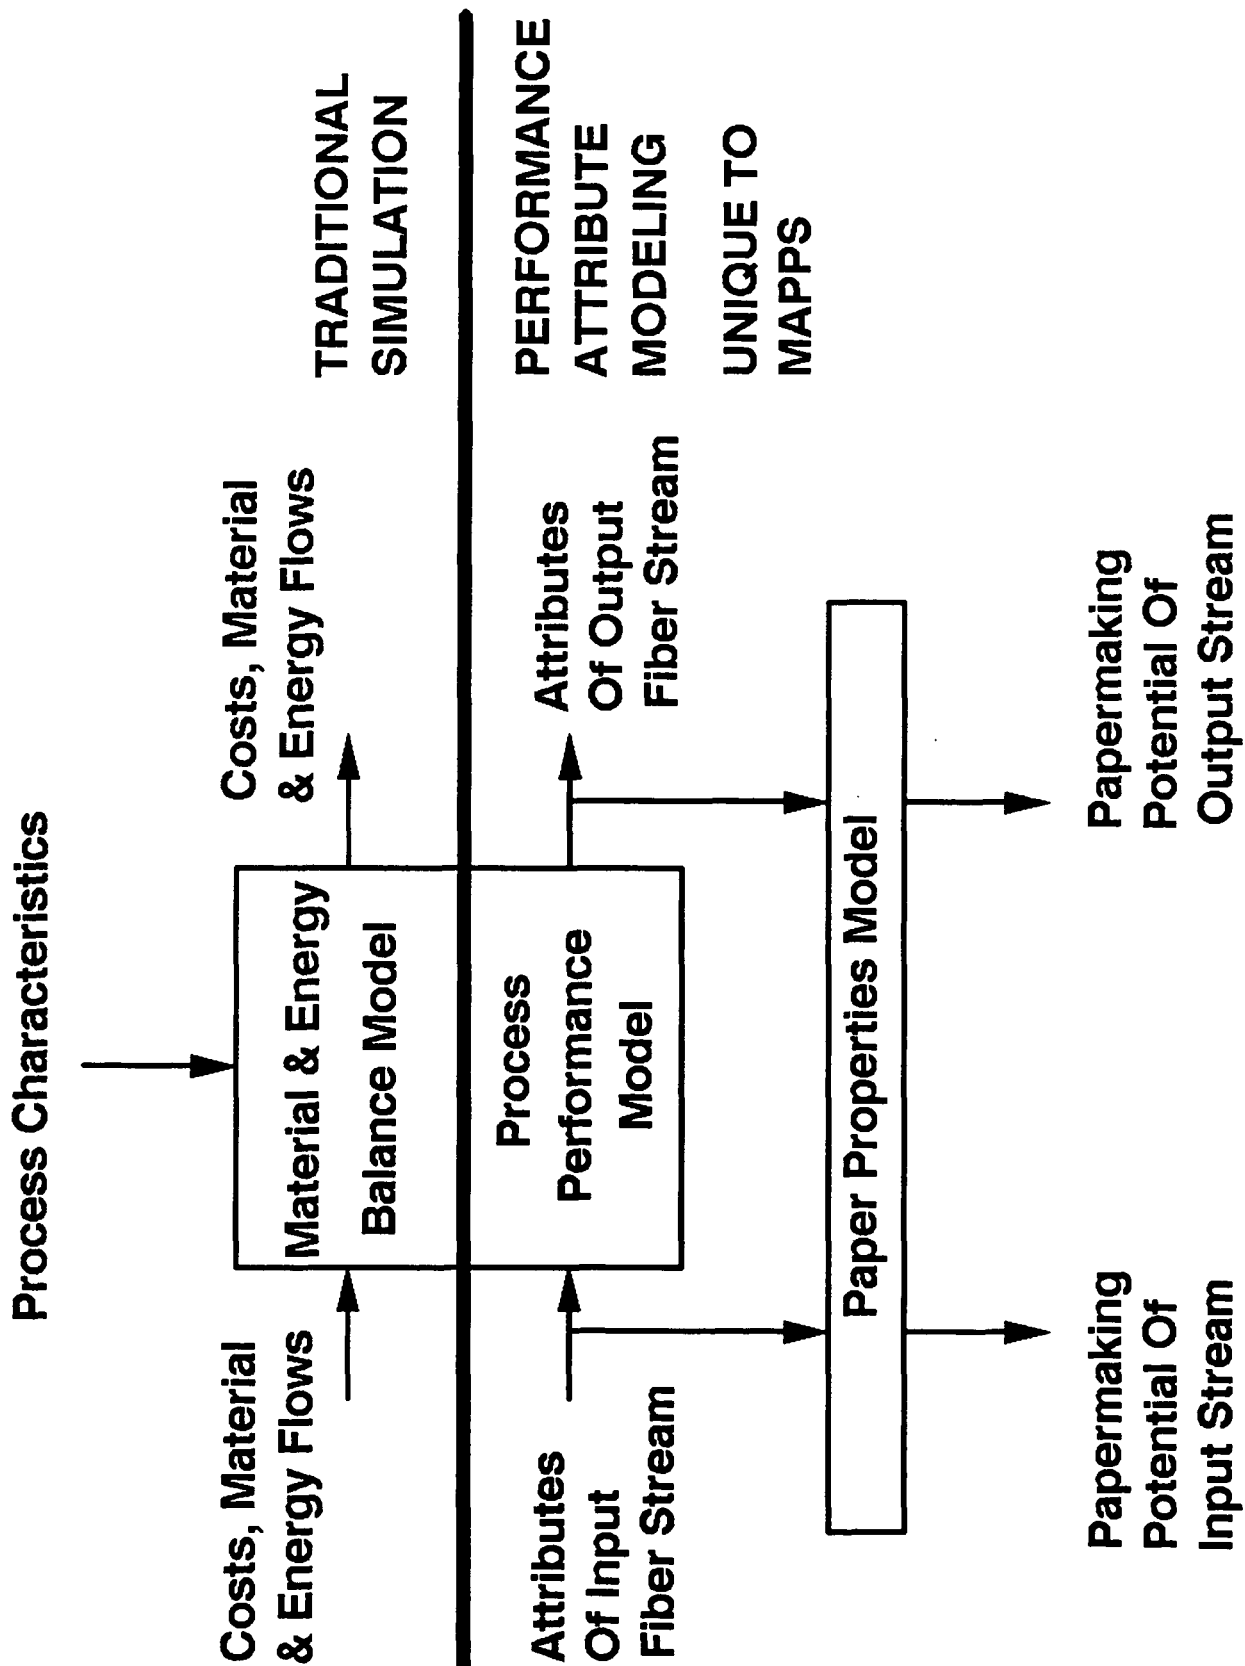 Process Characteristics
Costs, Material
& Energy Flows
Material & Energy
Balance Model
Costs, Material
& Energy Flows
TRADITIONAL
SIMULATION
Attributes
Of Input
Fiber Stream
Process
Performance
Model
Attributes
Of Output
Fiber Stream
PERFORMANCE
ATTRIBUTE
MODELING
UNIQUE TO
MAPPS
Paper Properties Model
Papermaking
Potential Of
Input Stream
Papermaking
Potential Of
Output Stream